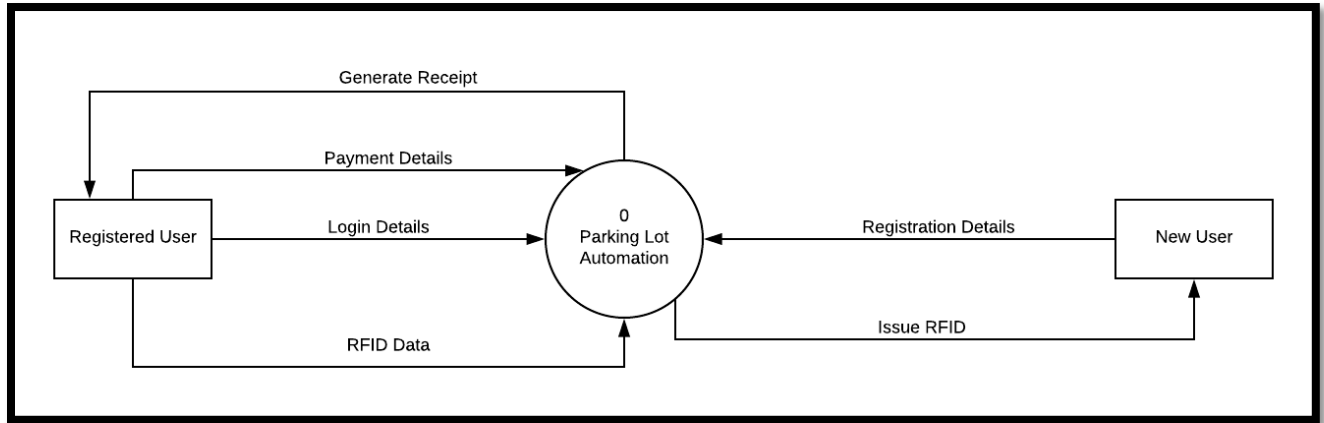 Generate Receipt
Payment Details
Registered User
Login Details
0
Parking Lot
Automation
Registration Details
New User
RFID Data
Issue RFID